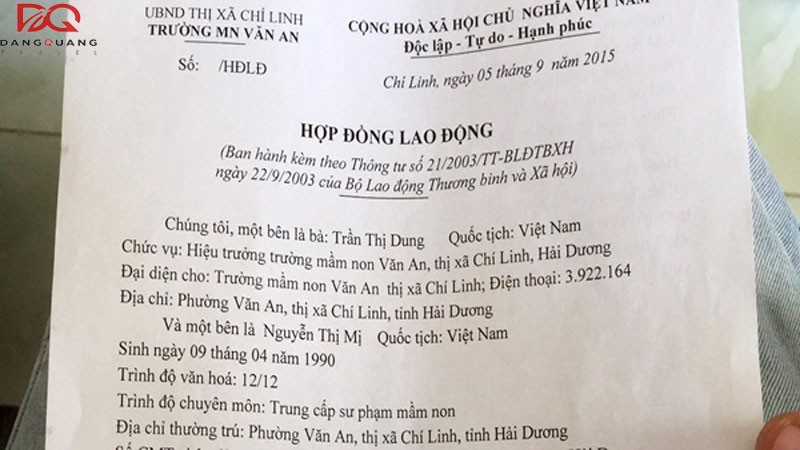 DANGQUANG
TRAVEL
UBND THỊ XÃ CHÍ LINH
TRƯỜNG MN VĂN AN
Số: /HĐLĐ
CỘNG HOÀ XÃ HỘI CHỦ NGHĨA VIỆT NAM
Độc lập - Tự do - Hạnh phúc
Chí Linh, ngày 05 tháng 9 năm 2015
HỢP ĐỒNG LAO ĐỘNG
(Ban hành kèm theo Thông tư số 21/2003/TT-BLĐTBXH
ngày 22/9/2003 của Bộ Lao động Thương binh và Xã hội)
Chúng tôi, một bên là bà: Trần Thị Dung Quốc tịch: Việt Nam
Chức vụ: Hiệu trưởng trường mầm non Văn An, thị xã Chí Linh, Hải Dương
Đại diện cho: Trường mầm non Văn An thị xã Chí Linh; Điện thoại: 3.922.164
Địa chỉ: Phường Văn An, thị xã Chí Linh, tỉnh Hải Dương
Và một bên là Nguyễn Thị Mị Quốc tịch: Việt Nam
Sinh ngày 09 tháng 04 năm 1990
Trình độ văn hoá: 12/12
Trình độ chuyên môn: Trung cấp sư phạm mầm non
Địa chỉ thường trú: Phường Văn An, thị xã Chí Linh, tỉnh Hải Dương